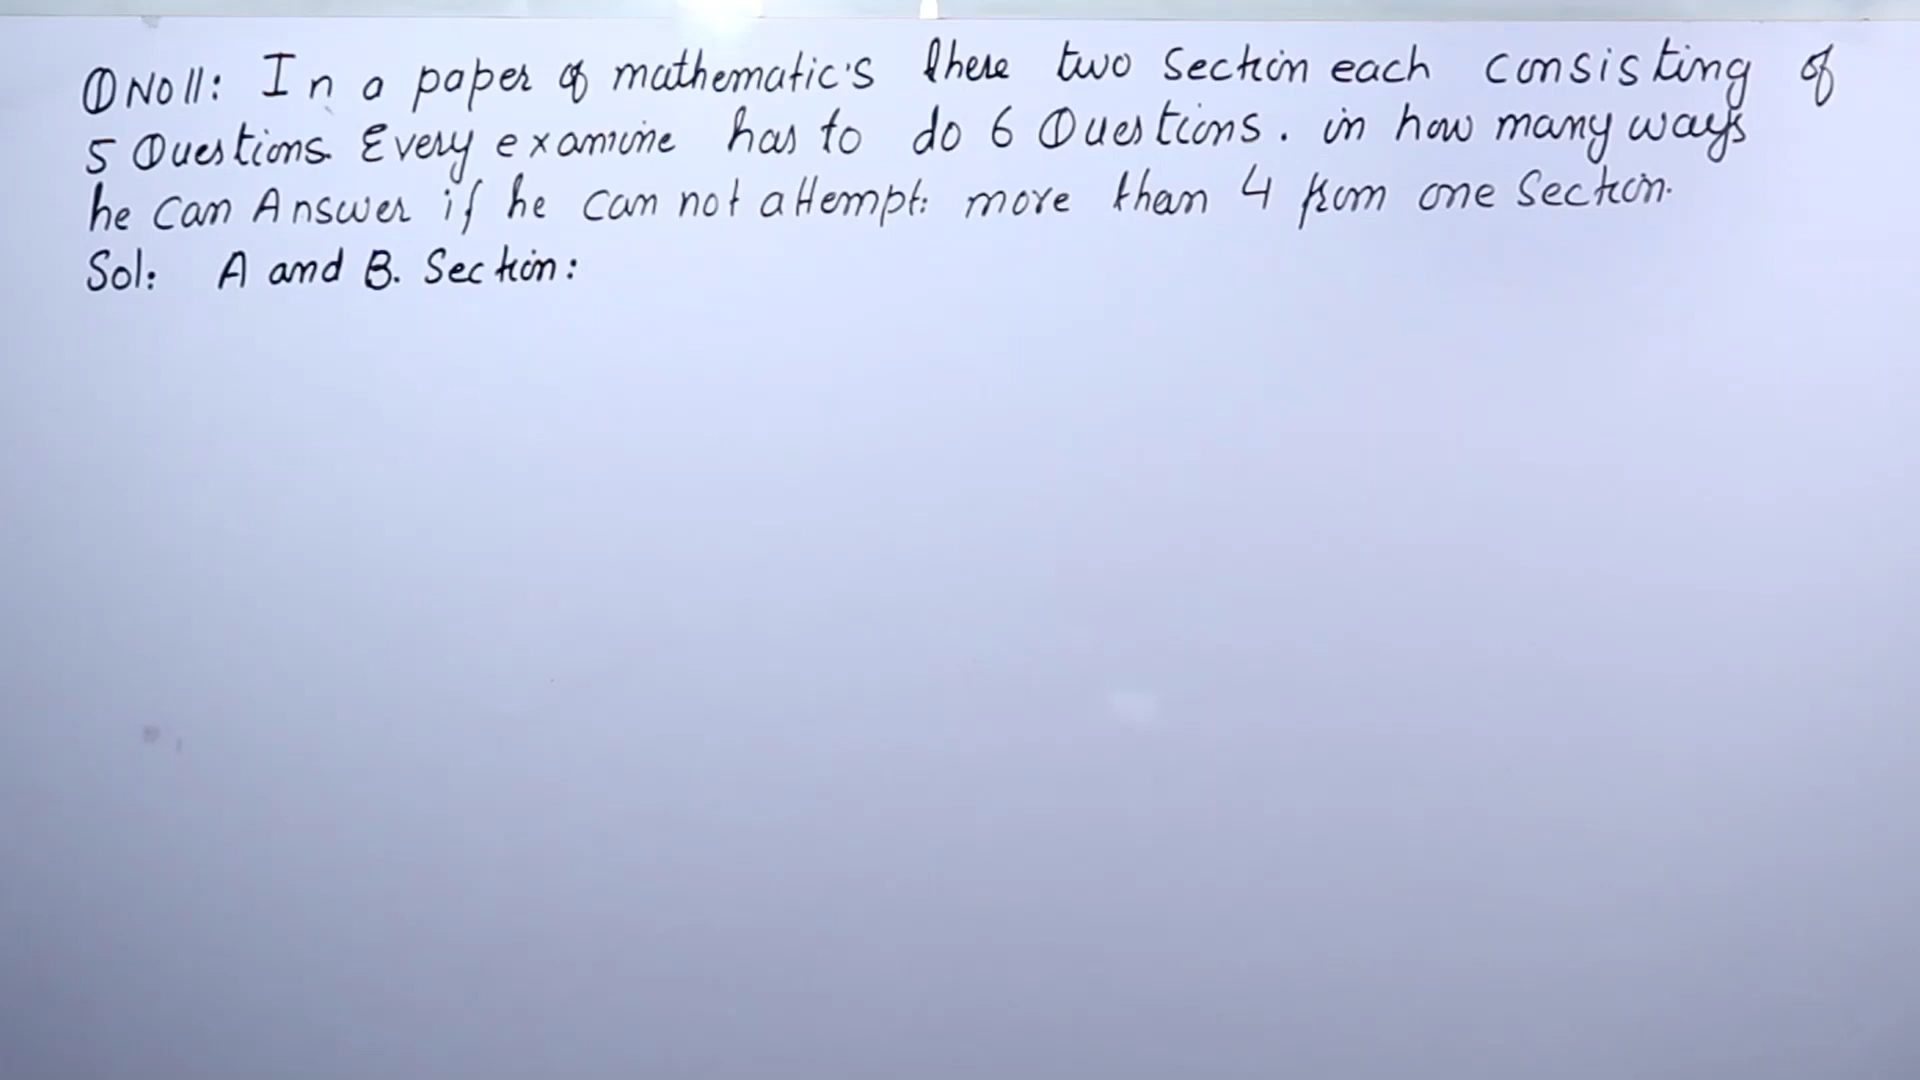 QNo11: In a paper of mathematic's there two Section each consisting of
5 Questions. Every examine has to do 6 Questions. in how many ways
he can Answer if he can not attempt: more than 4 from one Section.
Sol: A and B. Section: